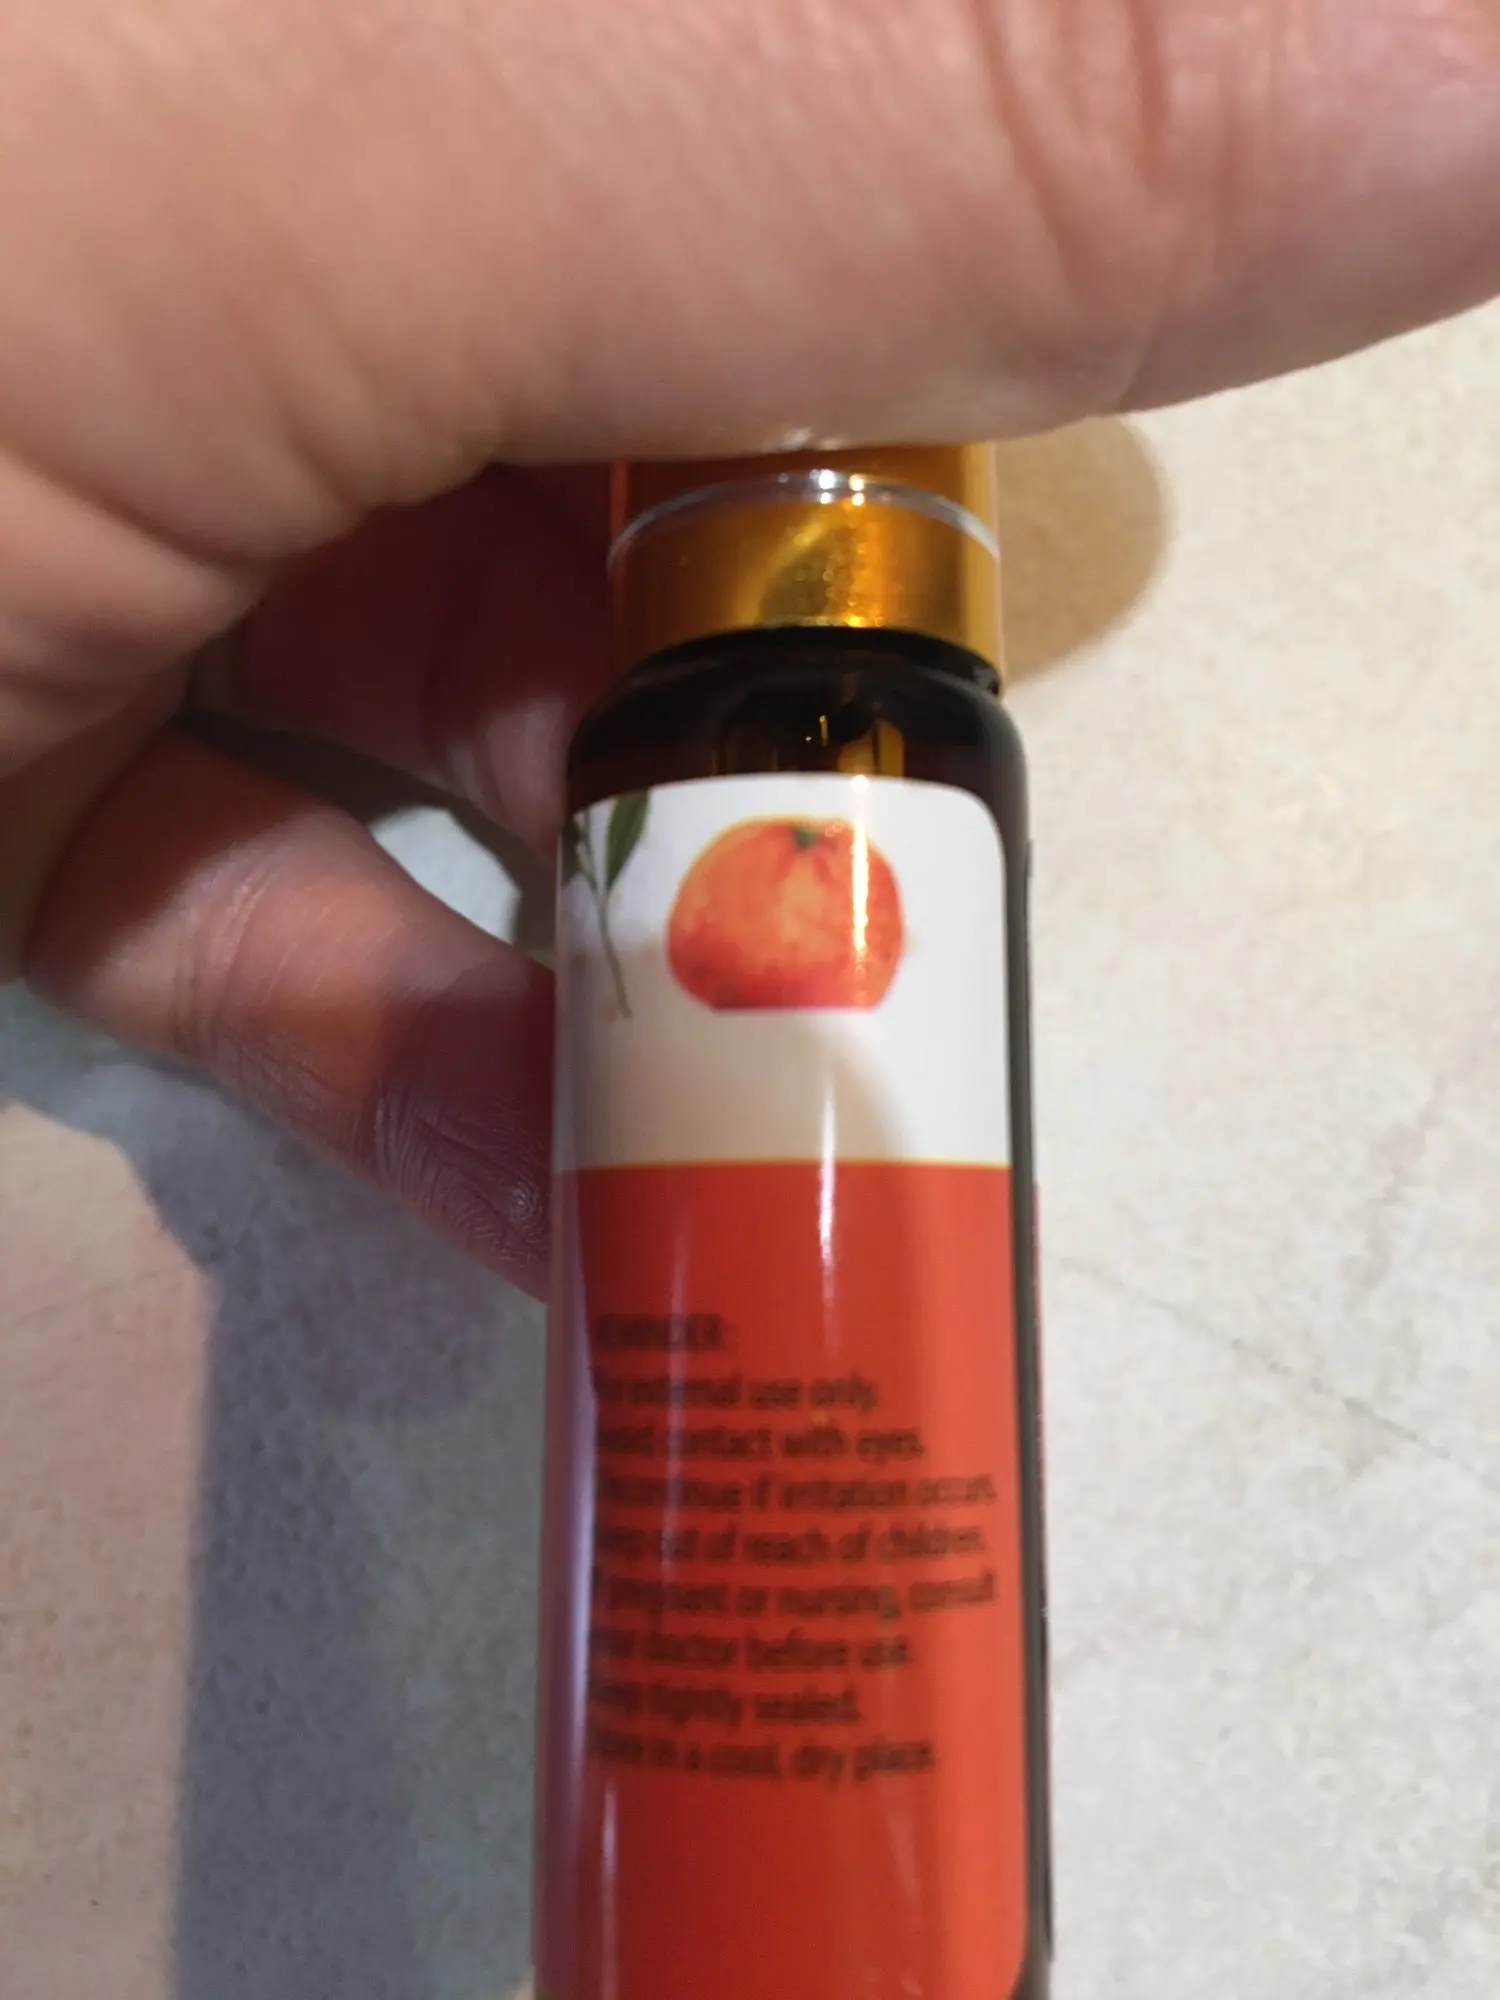 REMINDER:
For external use only.
Avoid contact with eyes.
Discontinue if irritation occurs.
Keep out of reach of children.
If pregnant or nursing, consult
your doctor before use.
Keep tightly sealed.
Store in a cool, dry place.